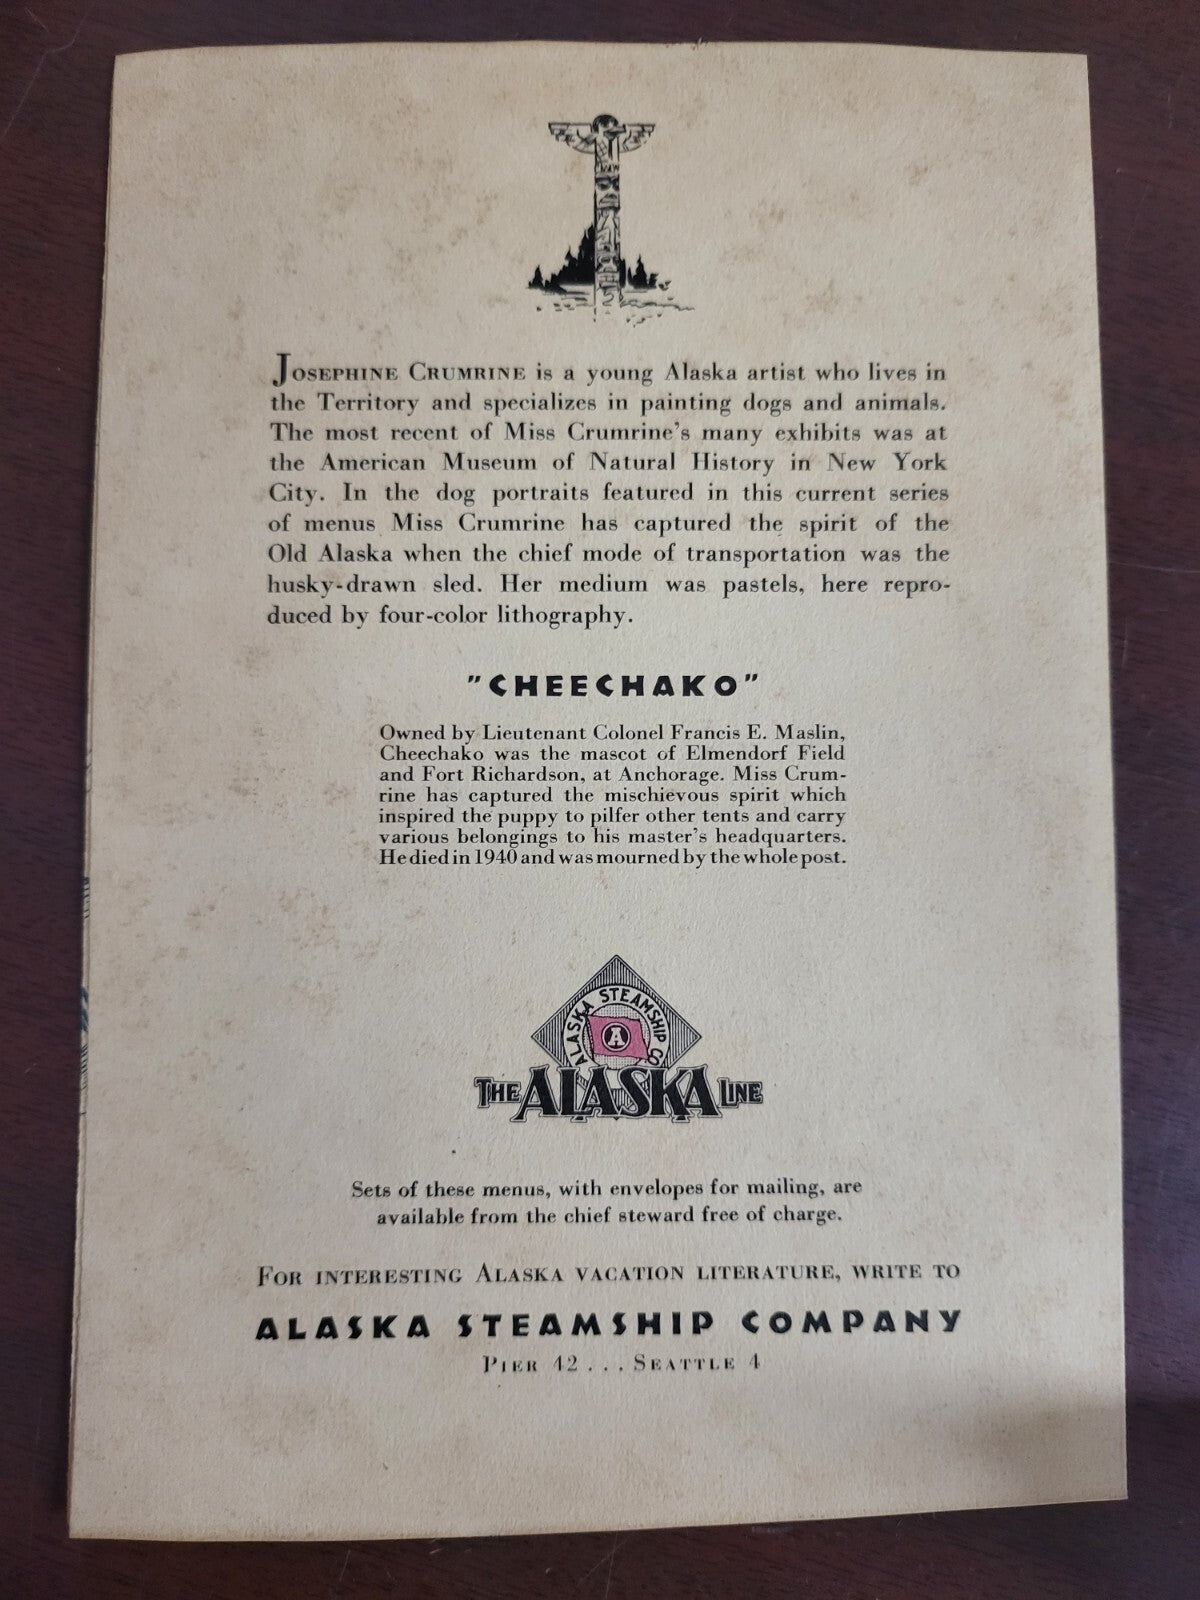 JOSEPHINE CRUMRINE is a young Alaska artist who lives in
the Territory and specializes in painting dogs and animals.
The most recent of Miss Crumrine's many exhibits was at
the American Museum of Natural History in New York
City. In the dog portraits featured in this current series
of menus Miss Crumrine has captured the spirit of the
Old Alaska when the chief mode of transportation was the
husky-drawn sled. Her medium was pastels, here repro-
duced by four-color lithography.
"CHEECHAKO"
Owned by Lieutenant Colonel Francis E. Maslin,
Cheechako was the mascot of Elmendorf Field
and Fort Richardson, at Anchorage. Miss Crum-
rine has captured the mischievous spirit which
inspired the puppy to pilfer other tents and carry
various belongings to his master's headquarters.
He died in 1940 and was mourned by the whole post.
ALASKA STEAMSHIP CO
A
THE ALASKA LINE
Sets of these menus, with envelopes for mailing, are
available from the chief steward free of charge.
FOR INTERESTING ALASKA VACATION LITERATURE, WRITE TO
ALASKA STEAMSHIP COMPANY
PIER 42 . . . SEATTLE 4